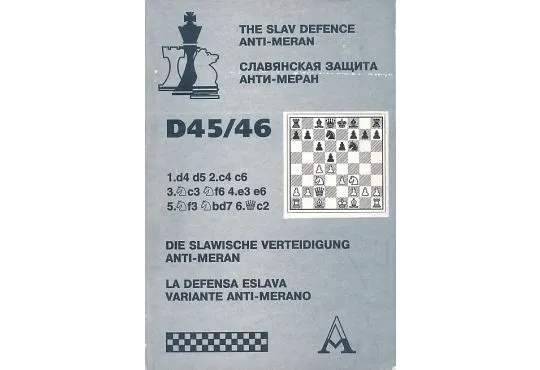 THE SLAV DEFENCE
ANTI-MERAN
СЛАВЯНСКАЯ ЗАЩИТА
АНТИ-МЕРАН
D45/46
1.d4 d5 2.c4 c6
3.♘c3 ♘f6 4.e3 e6
5.♘f3 ♘bd7 6.♕c2
DIE SLAWISCHE VERTEIDIGUNG
ANTI-MERAN
LA DEFENSA ESLAVA
VARIANTE ANTI-MERANO